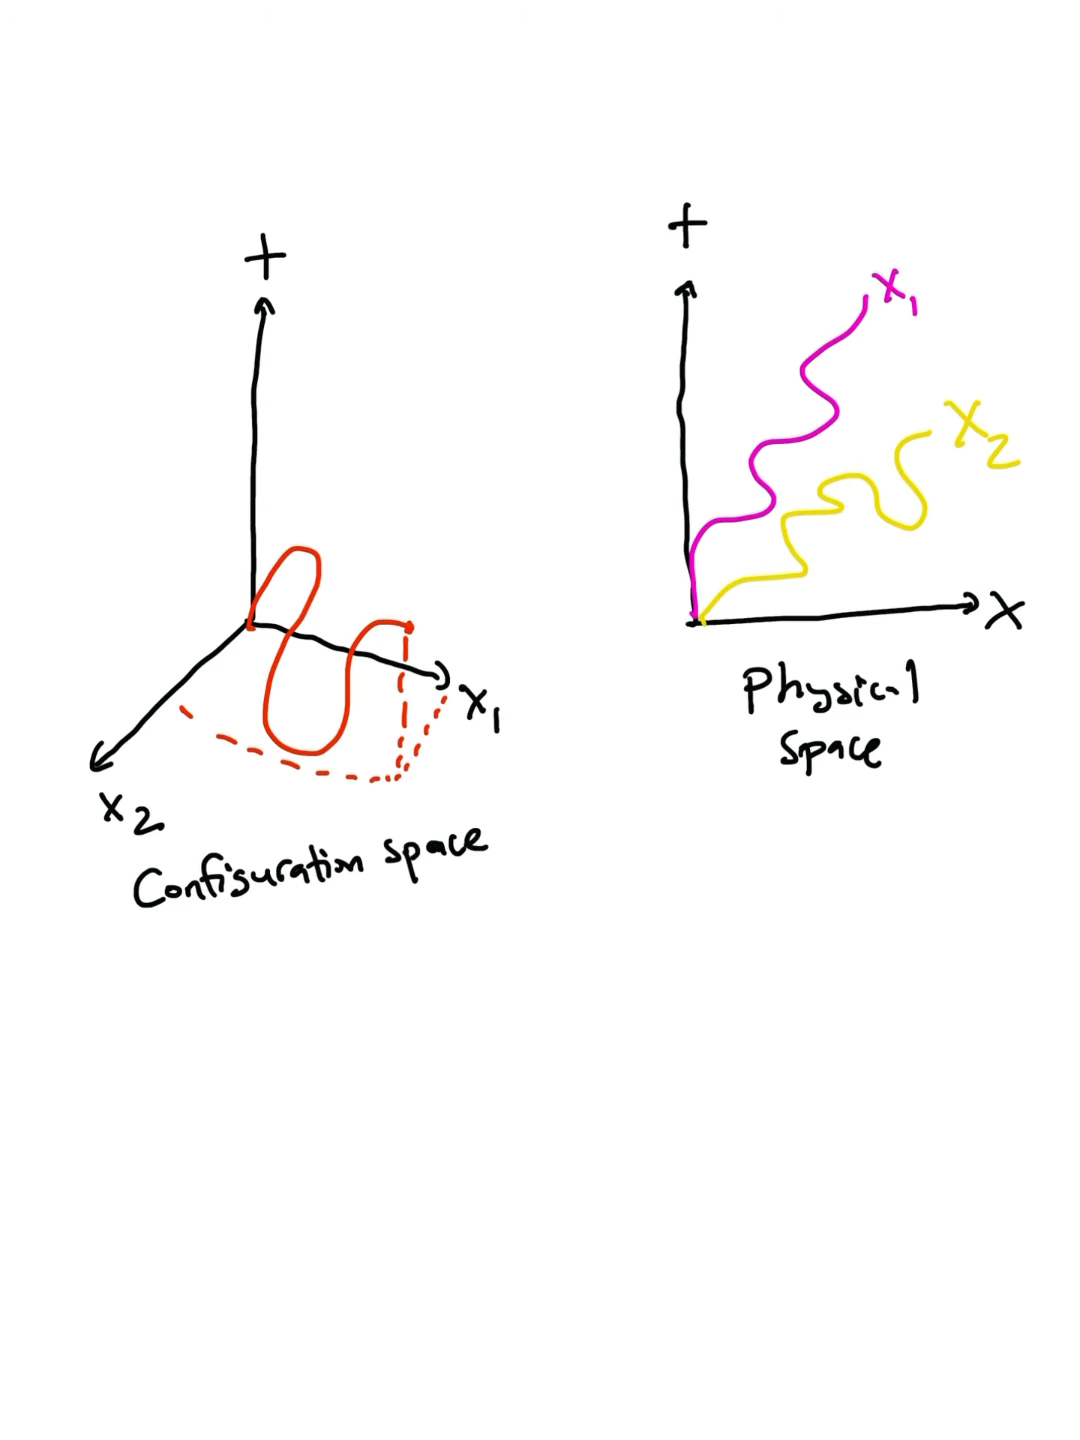 t
x₁
x₂
Configuration space
t
x₁
x₂
x
Physical
Space